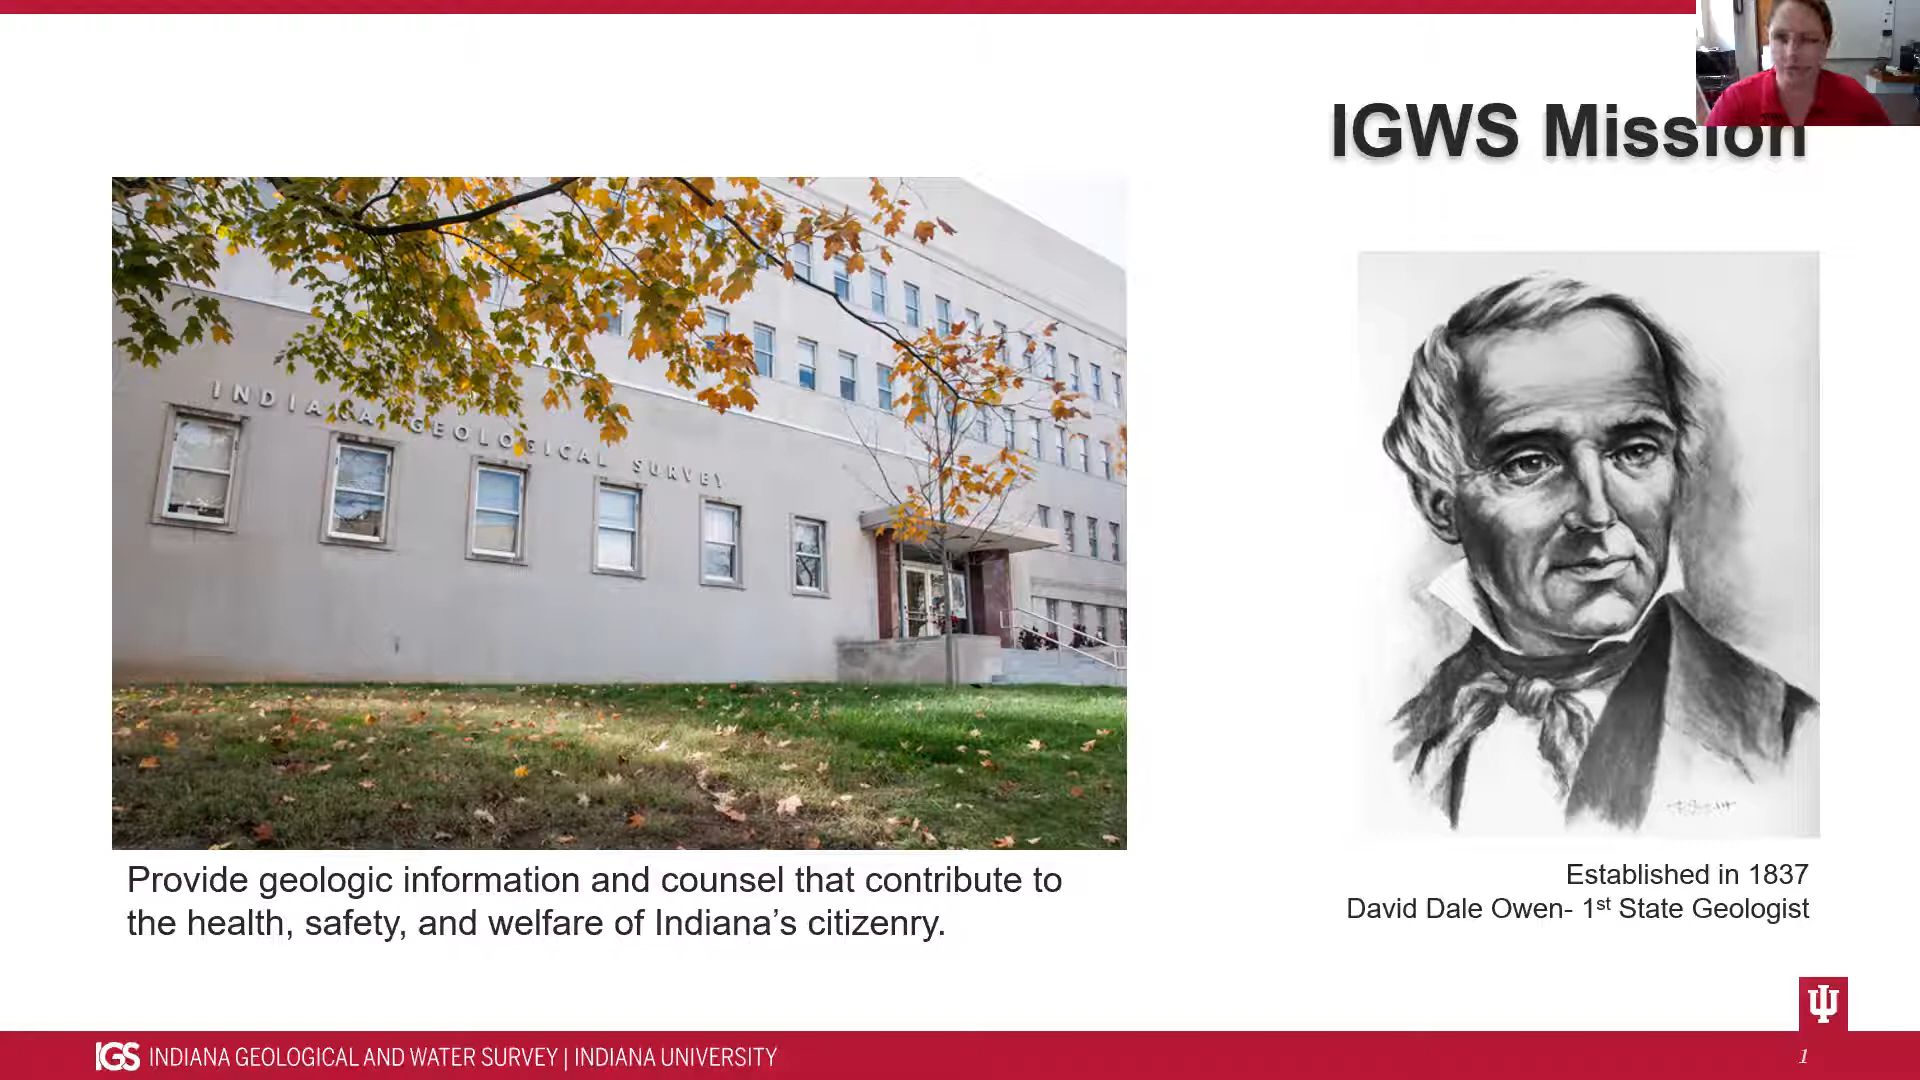 IGWS Mission
INDIANA GEOLOGICAL SURVEY
Provide geologic information and counsel that contribute to
the health, safety, and welfare of Indiana’s citizenry.
Established in 1837
David Dale Owen- 1st State Geologist
IGS INDIANA GEOLOGICAL AND WATER SURVEY | INDIANA UNIVERSITY
1